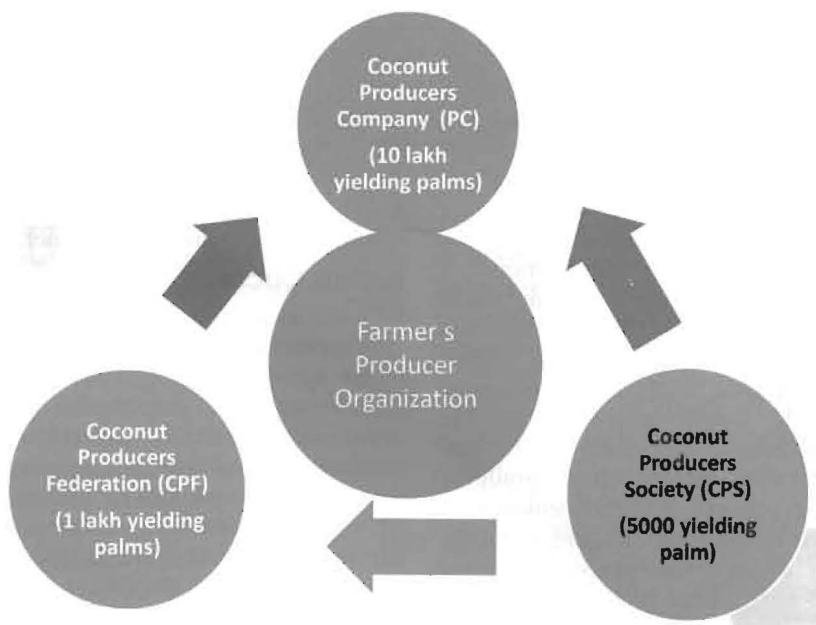 Coconut
Producers
Company (PC)
(10 lakh
yielding palms)
Farmer s
Producer
Organization
Coconut
Producers
Federation (CPF)
(1 lakh yielding
palms)
Coconut
Producers
Society (CPS)
(5000 yielding
palm)